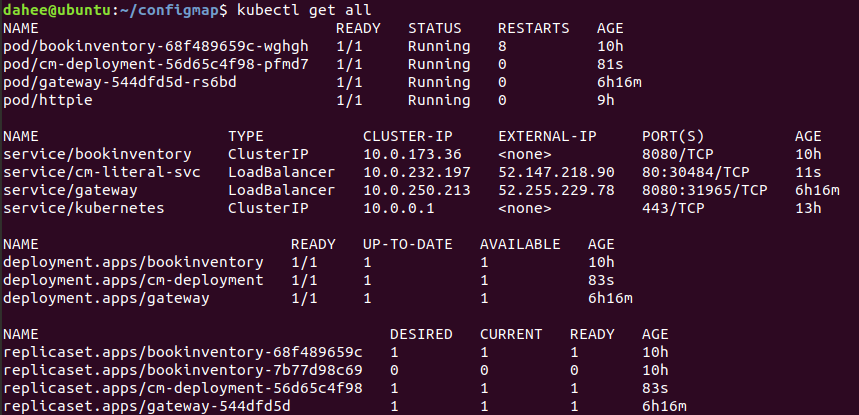 dahee@ubuntu:~/configmap$ kubectl get all
NAME READY STATUS RESTARTS AGE
pod/bookinventory-68f489659c-wghgh 1/1 Running 8 10h
pod/cm-deployment-56d65c4f98-pfmd7 1/1 Running 0 81s
pod/gateway-544dfd5d-rs6bd 1/1 Running 0 6h16m
pod/httpie 1/1 Running 0 9h
NAME TYPE CLUSTER-IP EXTERNAL-IP PORT(S) AGE
service/bookinventory ClusterIP 10.0.173.36 <none> 8080/TCP 10h
service/cm-literal-svc LoadBalancer 10.0.232.197 52.147.218.90 80:30484/TCP 11s
service/gateway LoadBalancer 10.0.250.213 52.255.229.78 8080:31965/TCP 6h16m
service/kubernetes ClusterIP 10.0.0.1 <none> 443/TCP 13h
NAME READY UP-TO-DATE AVAILABLE AGE
deployment.apps/bookinventory 1/1 1 1 10h
deployment.apps/cm-deployment 1/1 1 1 83s
deployment.apps/gateway 1/1 1 1 6h16m
NAME DESIRED CURRENT READY AGE
replicaset.apps/bookinventory-68f489659c 1 1 1 10h
replicaset.apps/bookinventory-7b77d98c69 0 0 0 10h
replicaset.apps/cm-deployment-56d65c4f98 1 1 1 83s
replicaset.apps/gateway-544dfd5d 1 1 1 6h16m